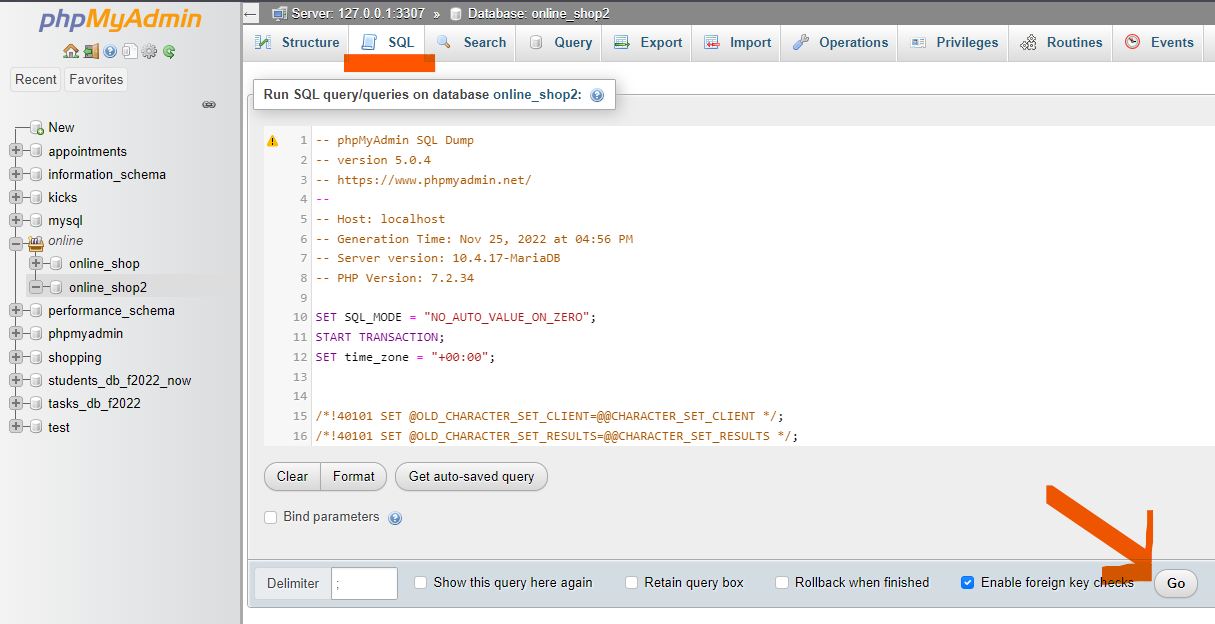 phpMyAdmin
Recent Favorites
New
appointments
information_schema
kicks
mysql
online
online_shop
online_shop2
performance_schema
phpmyadmin
shopping
students_db_f2022_now
tasks_db_f2022
test
Server: 127.0.0.1:3307 » Database: online_shop2
Structure SQL Search Query Export Import Operations Privileges Routines Events
Run SQL query/queries on database online_shop2:
1 -- phpMyAdmin SQL Dump
2 -- version 5.0.4
3 -- https://www.phpmyadmin.net/
4 --
5 -- Host: localhost
6 -- Generation Time: Nov 25, 2022 at 04:56 PM
7 -- Server version: 10.4.17-MariaDB
8 -- PHP Version: 7.2.34
9
10 SET SQL_MODE = "NO_AUTO_VALUE_ON_ZERO";
11 START TRANSACTION;
12 SET time_zone = "+00:00";
13
14
15 /*!40101 SET @OLD_CHARACTER_SET_CLIENT=@@CHARACTER_SET_CLIENT */;
16 /*!40101 SET @OLD_CHARACTER_SET_RESULTS=@@CHARACTER_SET_RESULTS */;
Clear Format Get auto-saved query
Bind parameters
Delimiter ; Show this query here again Retain query box Rollback when finished Enable foreign key checks Go